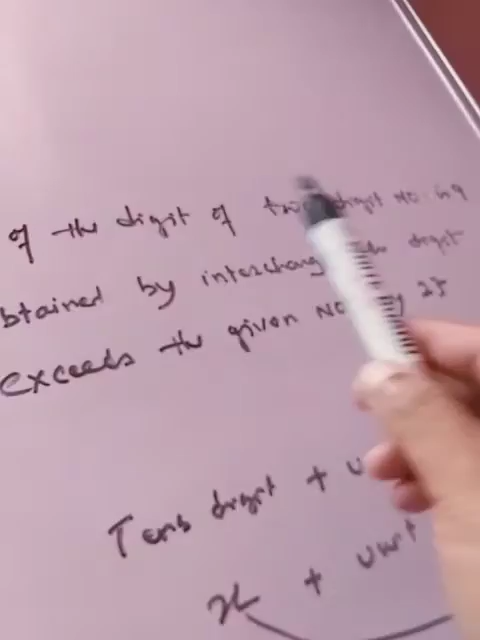 of the digit of two digit No. is 9
btained by interchang the digit
exceeds the given No by 27
Tens digit + u
x + unit